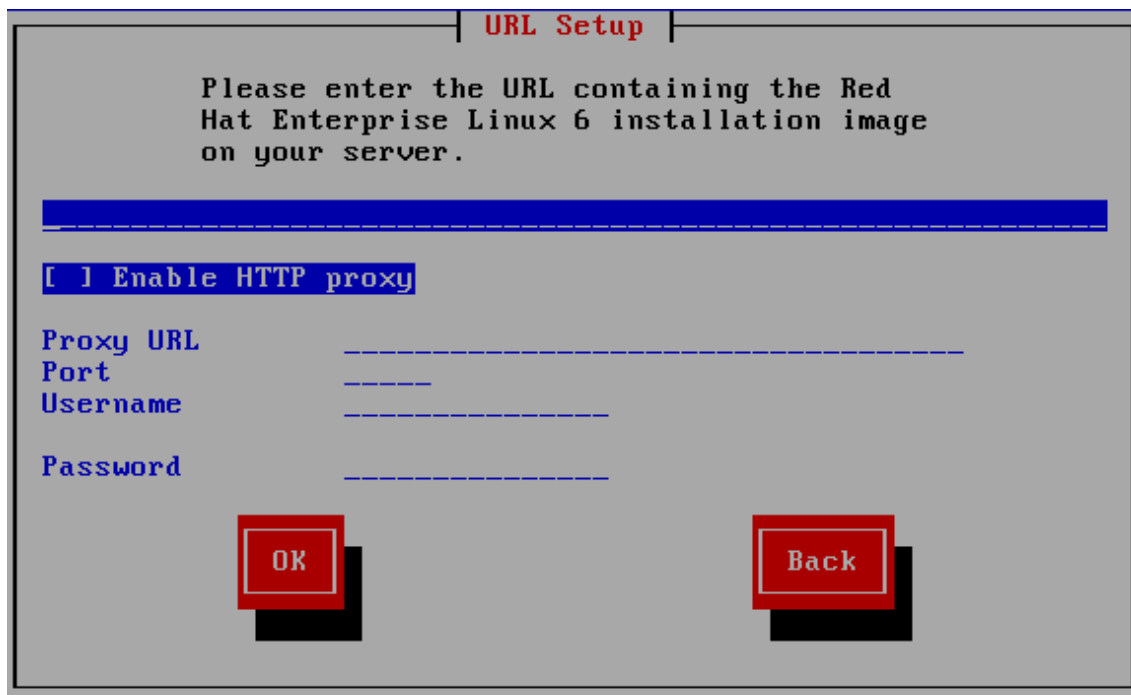 URL Setup
Please enter the URL containing the Red
Hat Enterprise Linux 6 installation image
on your server.
[ ] Enable HTTP proxy
Proxy URL
Port
Username
Password
OK
Back